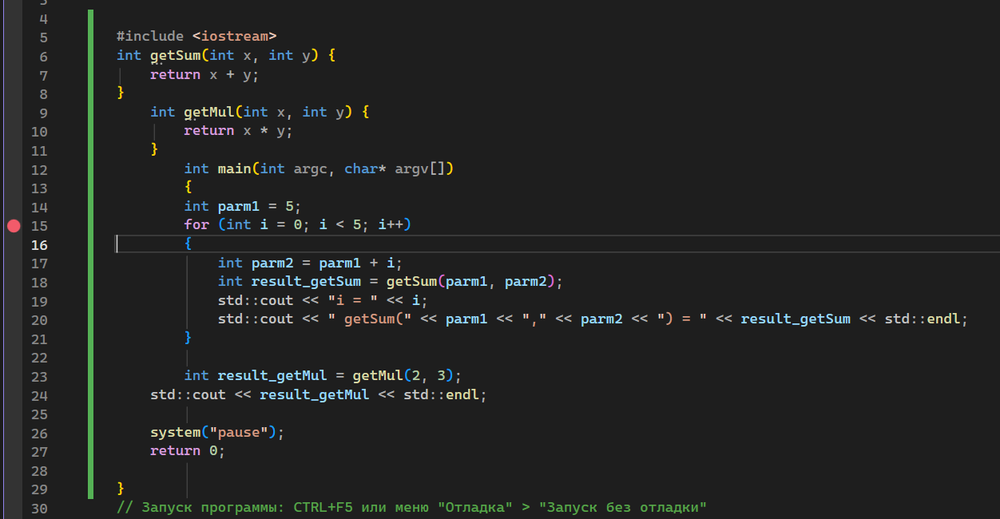 3
4
5 #include <iostream>
6 int getSum(int x, int y) {
7 return x + y;
8 }
9 int getMul(int x, int y) {
10 return x * y;
11 }
12 int main(int argc, char* argv[])
13 {
14 int parm1 = 5;
15 for (int i = 0; i < 5; i++)
16 {
17 int parm2 = parm1 + i;
18 int result_getSum = getSum(parm1, parm2);
19 std::cout << "i = " << i;
20 std::cout << " getSum(" << parm1 << "," << parm2 << ") = " << result_getSum << std::endl;
21 }
22
23 int result_getMul = getMul(2, 3);
24 std::cout << result_getMul << std::endl;
25
26 system("pause");
27 return 0;
28
29 }
30 // Запуск программы: CTRL+F5 или меню "Отладка" > "Запуск без отладки"